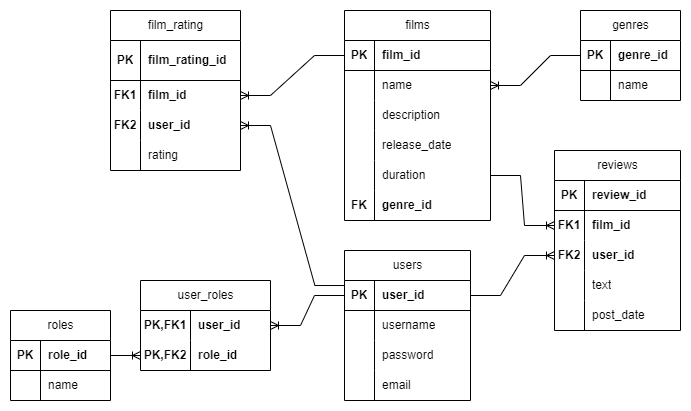 film_rating
PK film_rating_id
FK1 film_id
FK2 user_id
rating
films
PK film_id
name
description
release_date
duration
FK genre_id
genres
PK genre_id
name
reviews
PK review_id
FK1 film_id
FK2 user_id
text
post_date
users
PK user_id
username
password
email
user_roles
PK,FK1 user_id
PK,FK2 role_id
roles
PK role_id
name